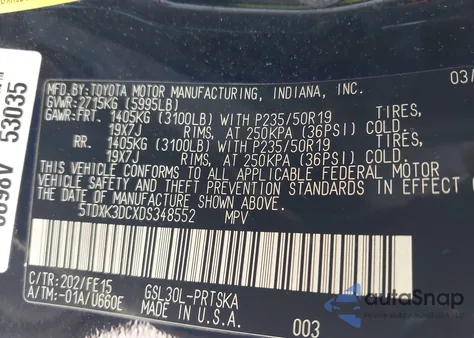 MFD.BY:TOYOTA MOTOR MANUFACTURING, INDIANA, INC. 03/
GVWR:2715KG (5995LB)
GAWR:FRT. 1405KG (3100LB) WITH P235/50R19 TIRES,
19X7J RIMS, AT 250KPA (36PSI) COLD.
RR. 1405KG (3100LB) WITH P235/50R19 TIRES,
19X7J RIMS, AT 250KPA (36PSI) COLD.
THIS VEHICLE CONFORMS TO ALL APPLICABLE FEDERAL MOTOR
VEHICLE SAFETY AND THEFT PREVENTION STANDARDS IN EFFECT
THE DATE OF MANUFACTURE SHOWN ABOVE.
5TDXK3DCXDS348552 MPV
C/TR:202/FE15 GSL30L-PRTSKA
A/TM:-01A/U660E MADE IN U.S.A. 003
53035
autoSnap